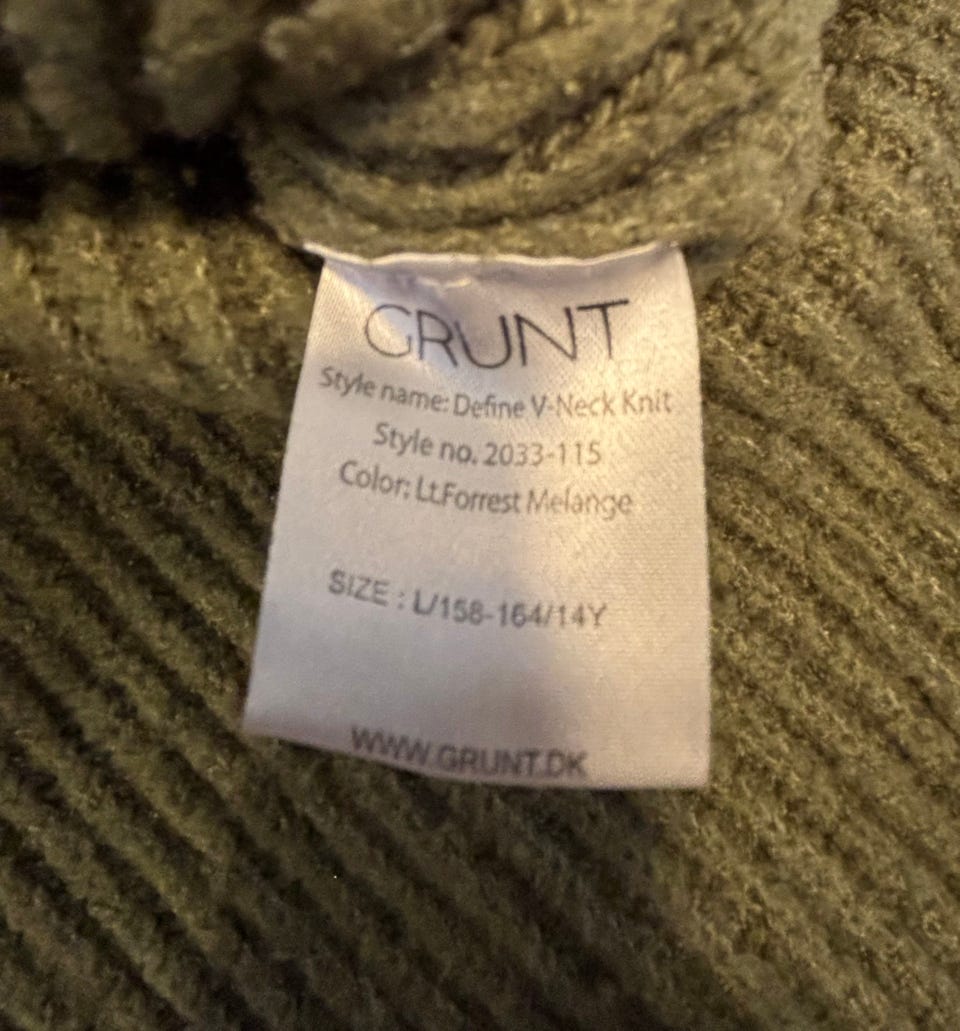 GRUNT
Style name: Define V-Neck Knit
Style no. 2033-115
Color: Lt.Forrest Melange
SIZE : L/158-164/14Y
WWW.GRUNT.DK